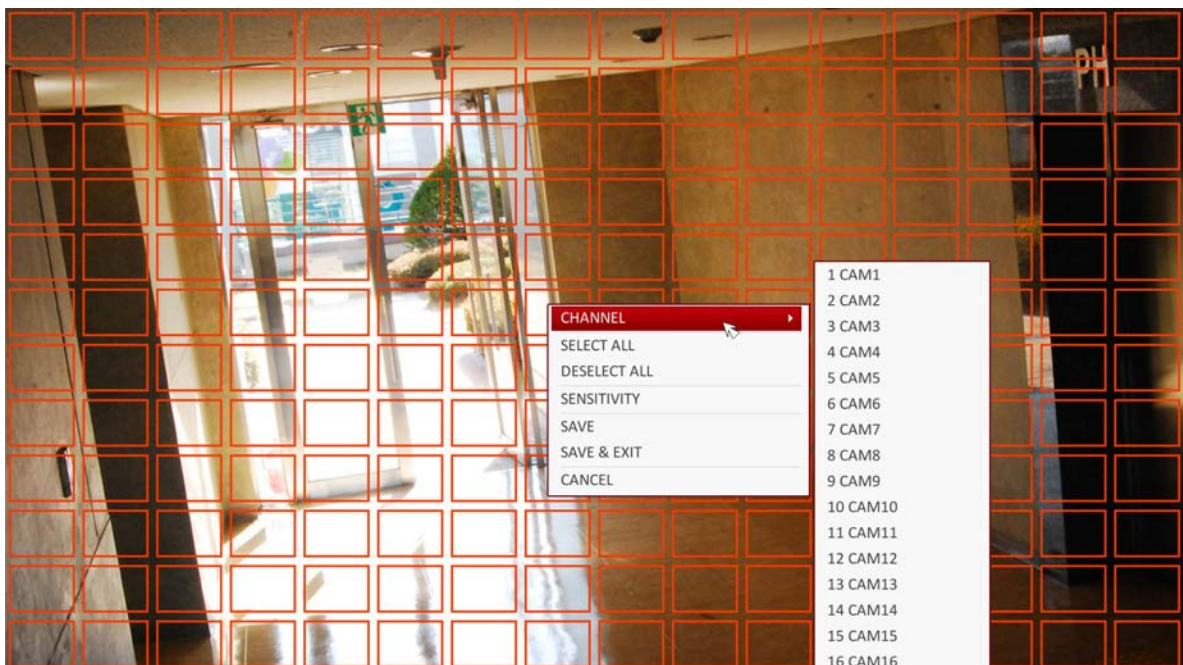 PH
CHANNEL
SELECT ALL
DESELECT ALL
SENSITIVITY
SAVE
SAVE & EXIT
CANCEL
1 CAM1
2 CAM2
3 CAM3
4 CAM4
5 CAM5
6 CAM6
7 CAM7
8 CAM8
9 CAM9
10 CAM10
11 CAM11
12 CAM12
13 CAM13
14 CAM14
15 CAM15
16 CAM16